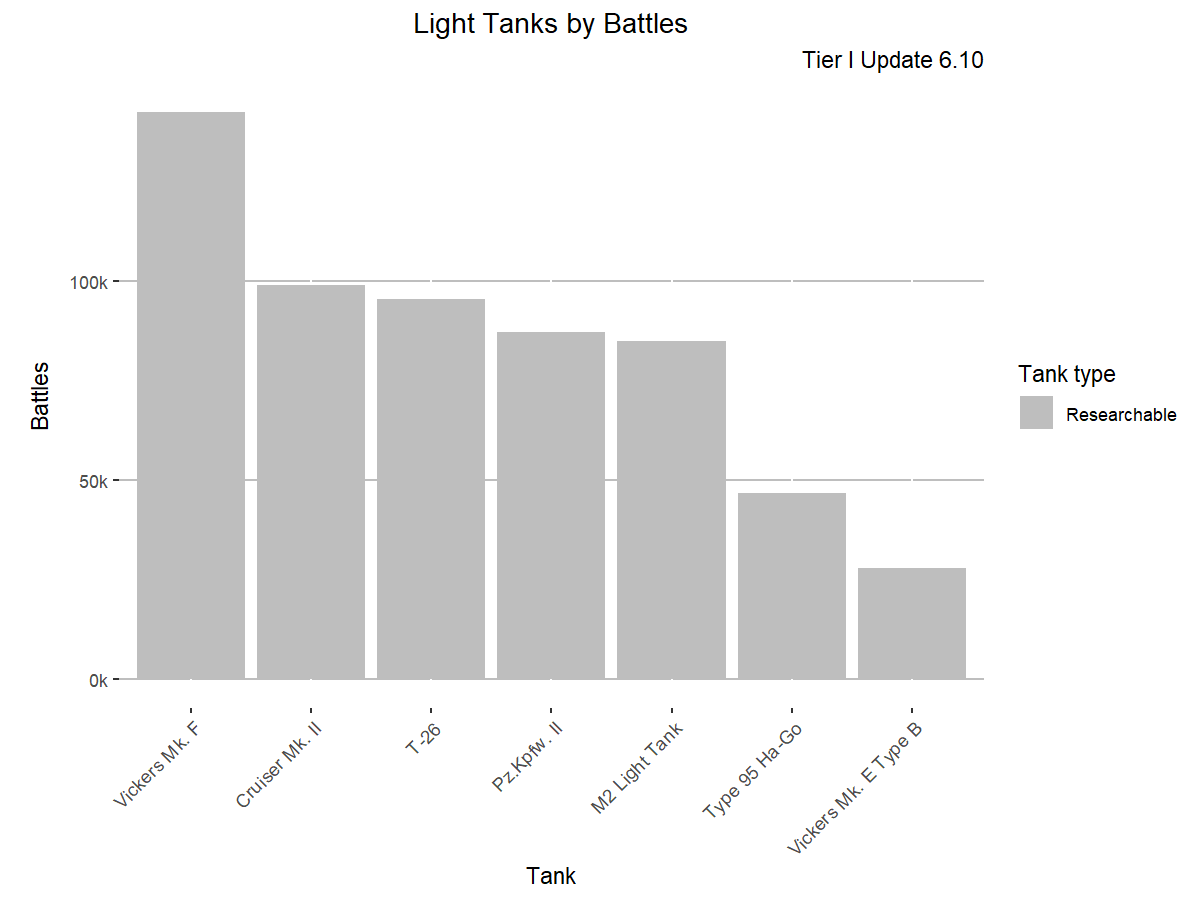 Light Tanks by Battles
Tier I Update 6.10
Battles
100k
50k
0k
Vickers Mk. F
Cruiser Mk. II
T-26
Pz.Kpfw. II
M2 Light Tank
Type 95 Ha-Go
Vickers Mk. E Type B
Tank
Tank type
Researchable